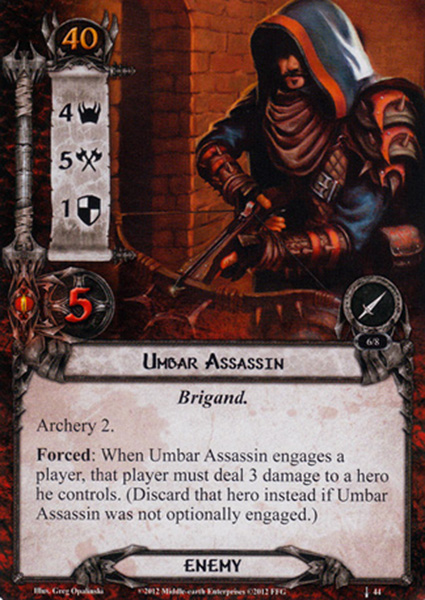 40
4
5
1
5
6/8
Umbar Assassin
Brigand.
Archery 2.
Forced: When Umbar Assassin engages a
player, that player must deal 3 damage to a hero
he controls. (Discard that hero instead if Umbar
Assassin was not optionally engaged.)
ENEMY
Illus. Greg Opalinski ©2012 Middle-earth Enterprises ©2012 FFG 44